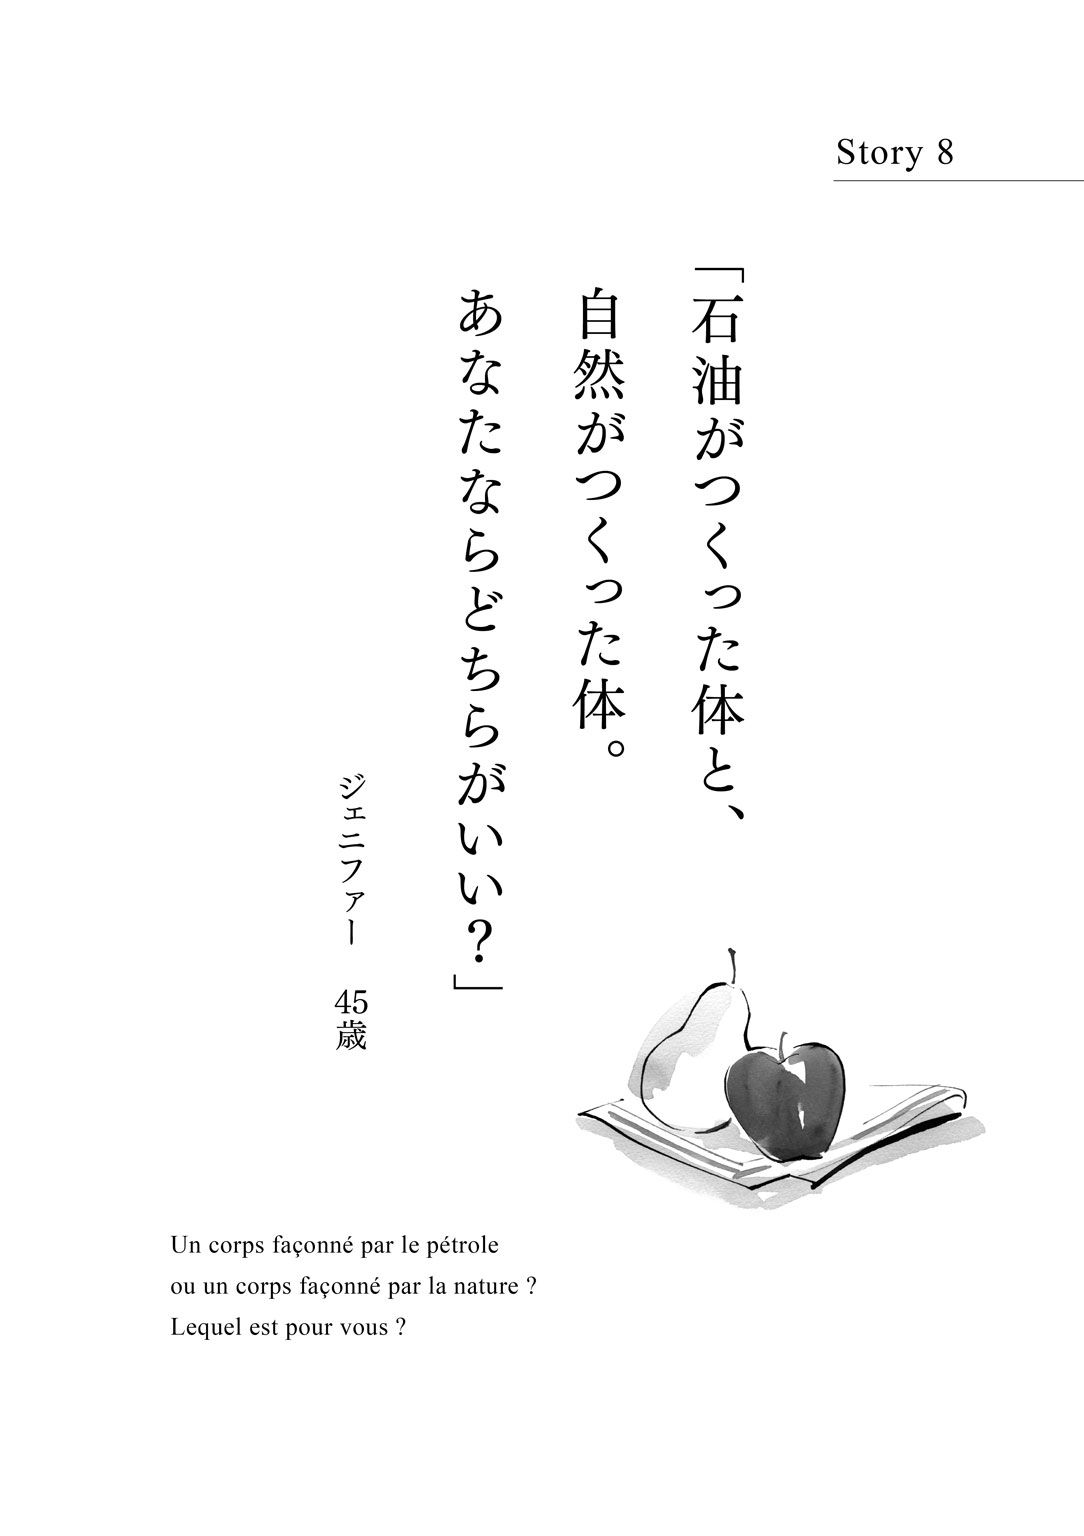 Story 8
「石油がつくった体と、
自然がつくった体。
あなたならどちらがいい?」
ジェニファー 45歳
Un corps façonné par le pétrole
ou un corps façonné par la nature ?
Lequel est pour vous ?